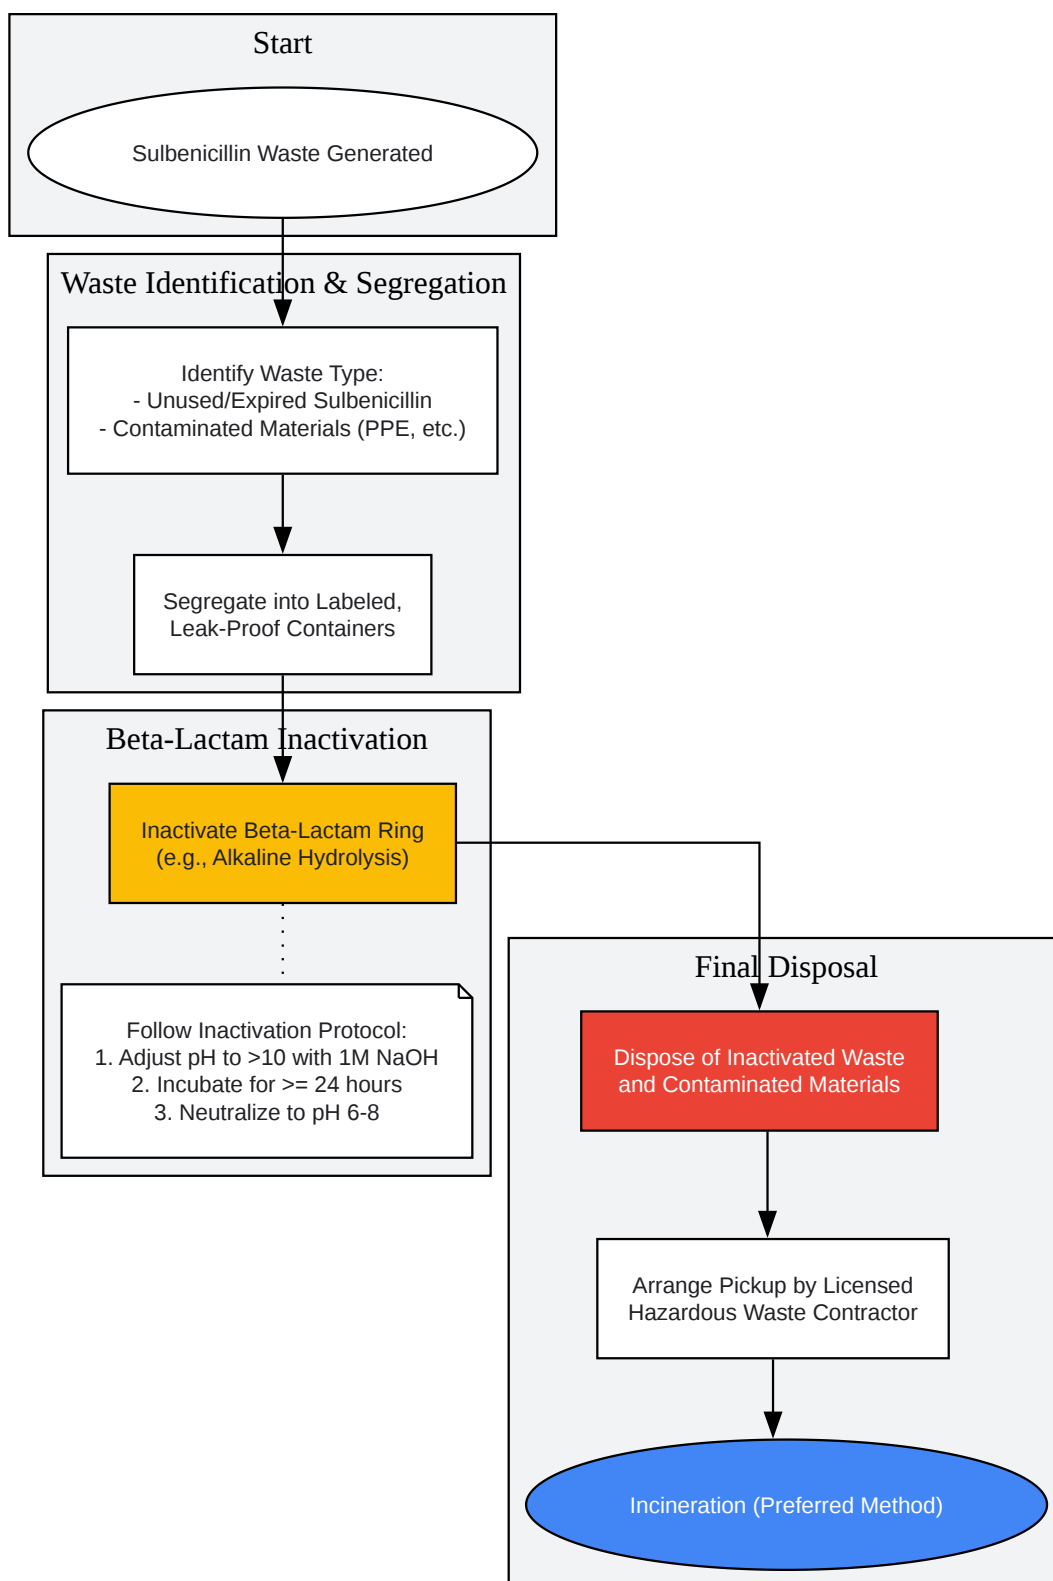 Start
Sulbenicillin Waste Generated
Waste Identification & Segregation
Identify Waste Type:
- Unused/Expired Sulbenicillin
- Contaminated Materials (PPE, etc.)
Segregate into Labeled,
Leak-Proof Containers
Beta-Lactam Inactivation
Inactivate Beta-Lactam Ring
(e.g., Alkaline Hydrolysis)
Follow Inactivation Protocol:
1. Adjust pH to >10 with 1M NaOH
2. Incubate for >= 24 hours
3. Neutralize to pH 6-8
Final Disposal
Dispose of Inactivated Waste
and Contaminated Materials
Arrange Pickup by Licensed
Hazardous Waste Contractor
Incineration (Preferred Method)